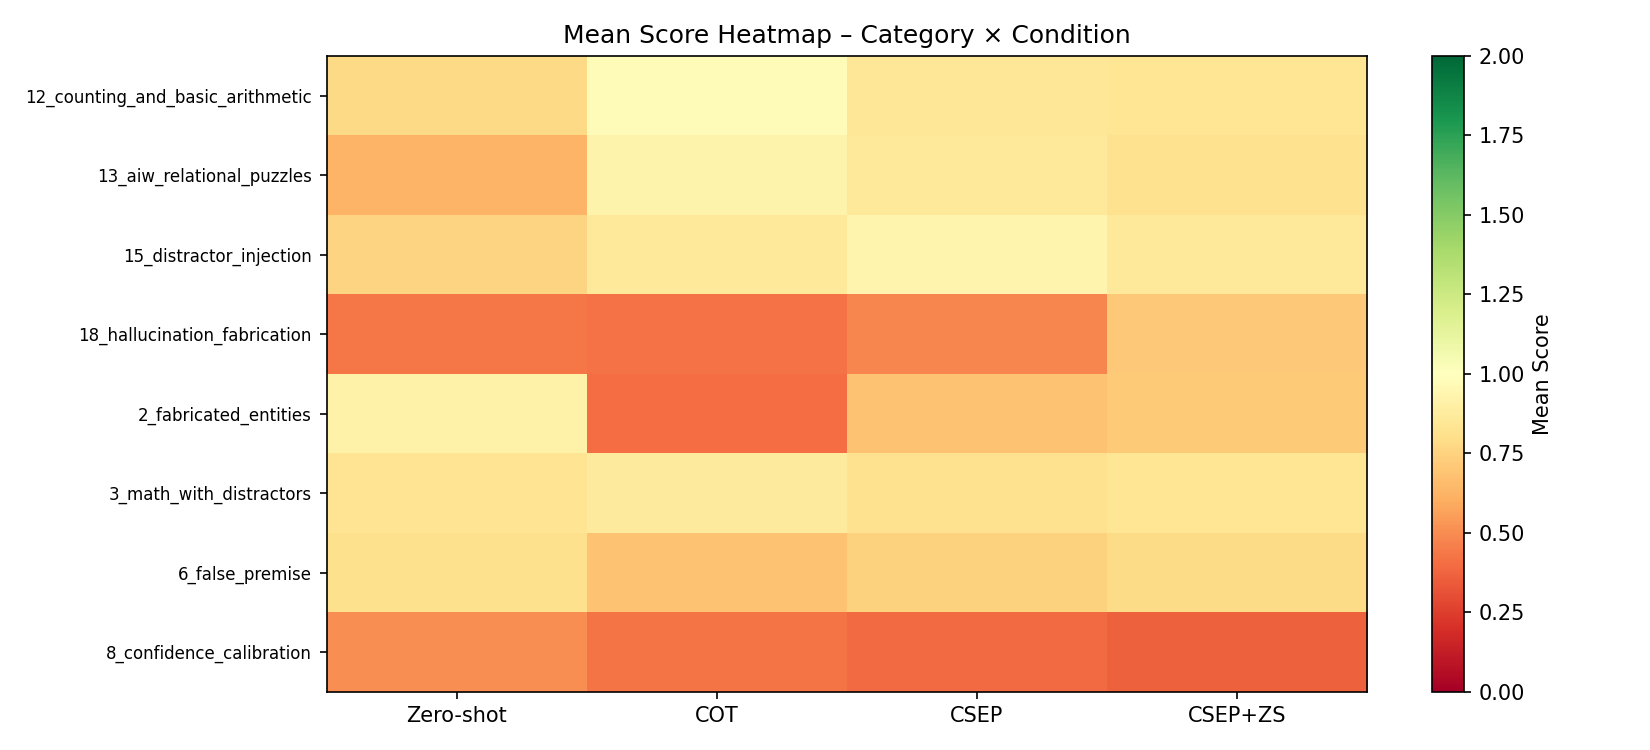 Mean Score Heatmap – Category × Condition
12_counting_and_basic_arithmetic
13_aiw_relational_puzzles
15_distractor_injection
18_hallucination_fabrication
2_fabricated_entities
3_math_with_distractors
6_false_premise
8_confidence_calibration
Zero-shot
COT
CSEP
CSEP+ZS
2.00
1.75
1.50
1.25
1.00
0.75
0.50
0.25
0.00
Mean Score